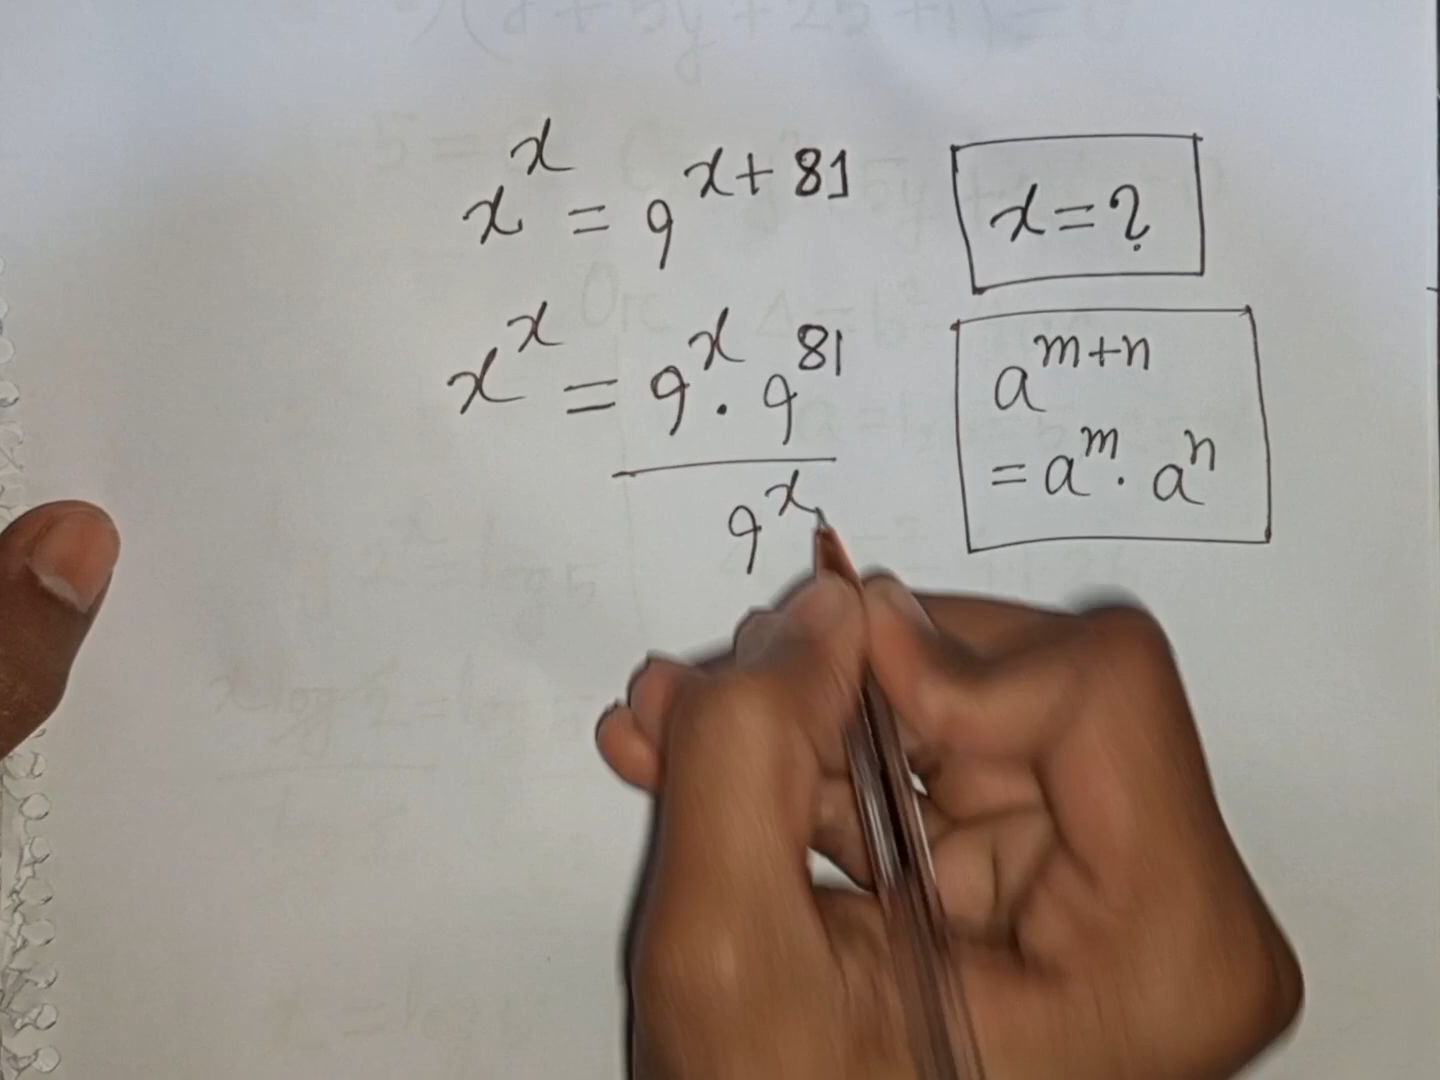 x^x = 9^{x+81}
x = ?
x^x = 9^x · 9^{81}
9^x
a^{m+n}
= a^m · a^n